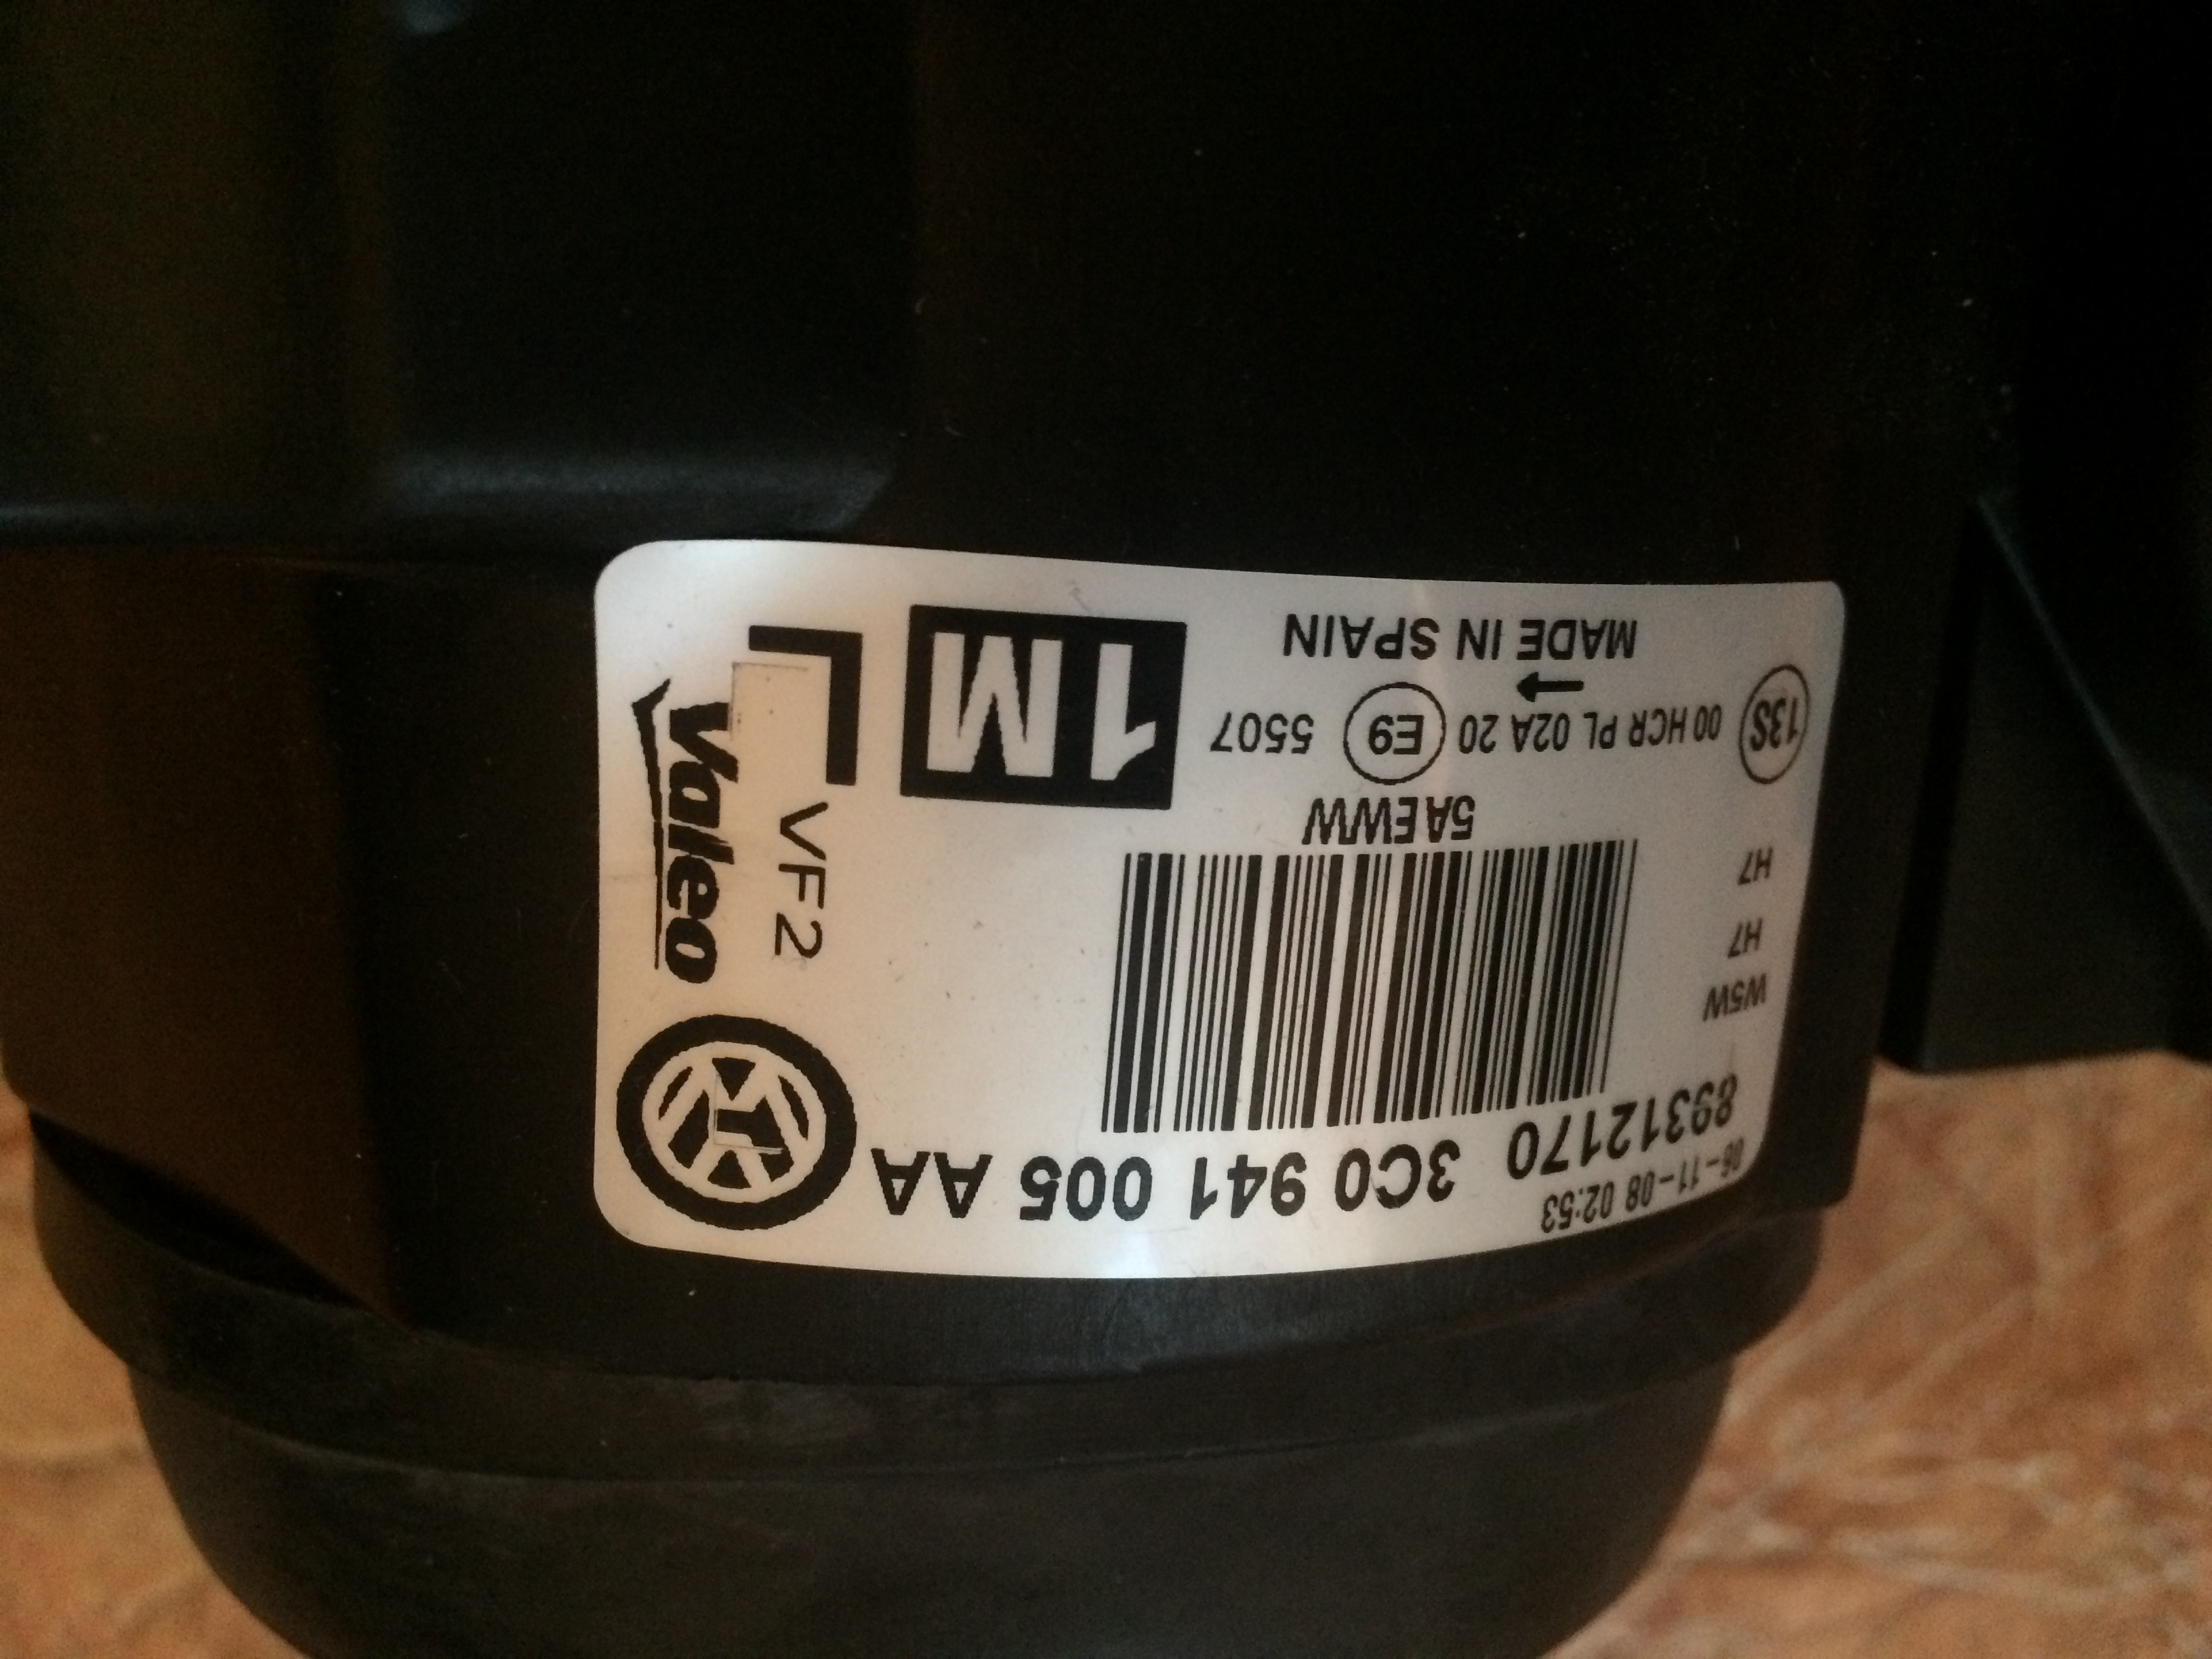 06-11-08 02:53
89312170 3C0 941 005 AA
W5W
H7
H7
5AEWW
13S
00 HCR PL 02A 20 E9 5507
←
MADE IN SPAIN
1M
L
VF2
Valeo